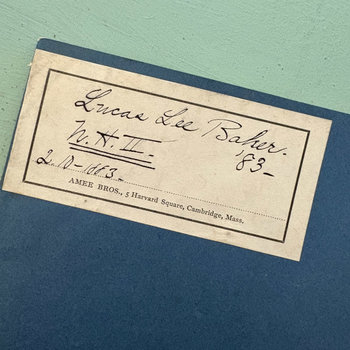 Lucas Lee Baker.
N. H. II. '83-
2.10-1883-
AMEE BROS., 5 Harvard Square, Cambridge, Mass.